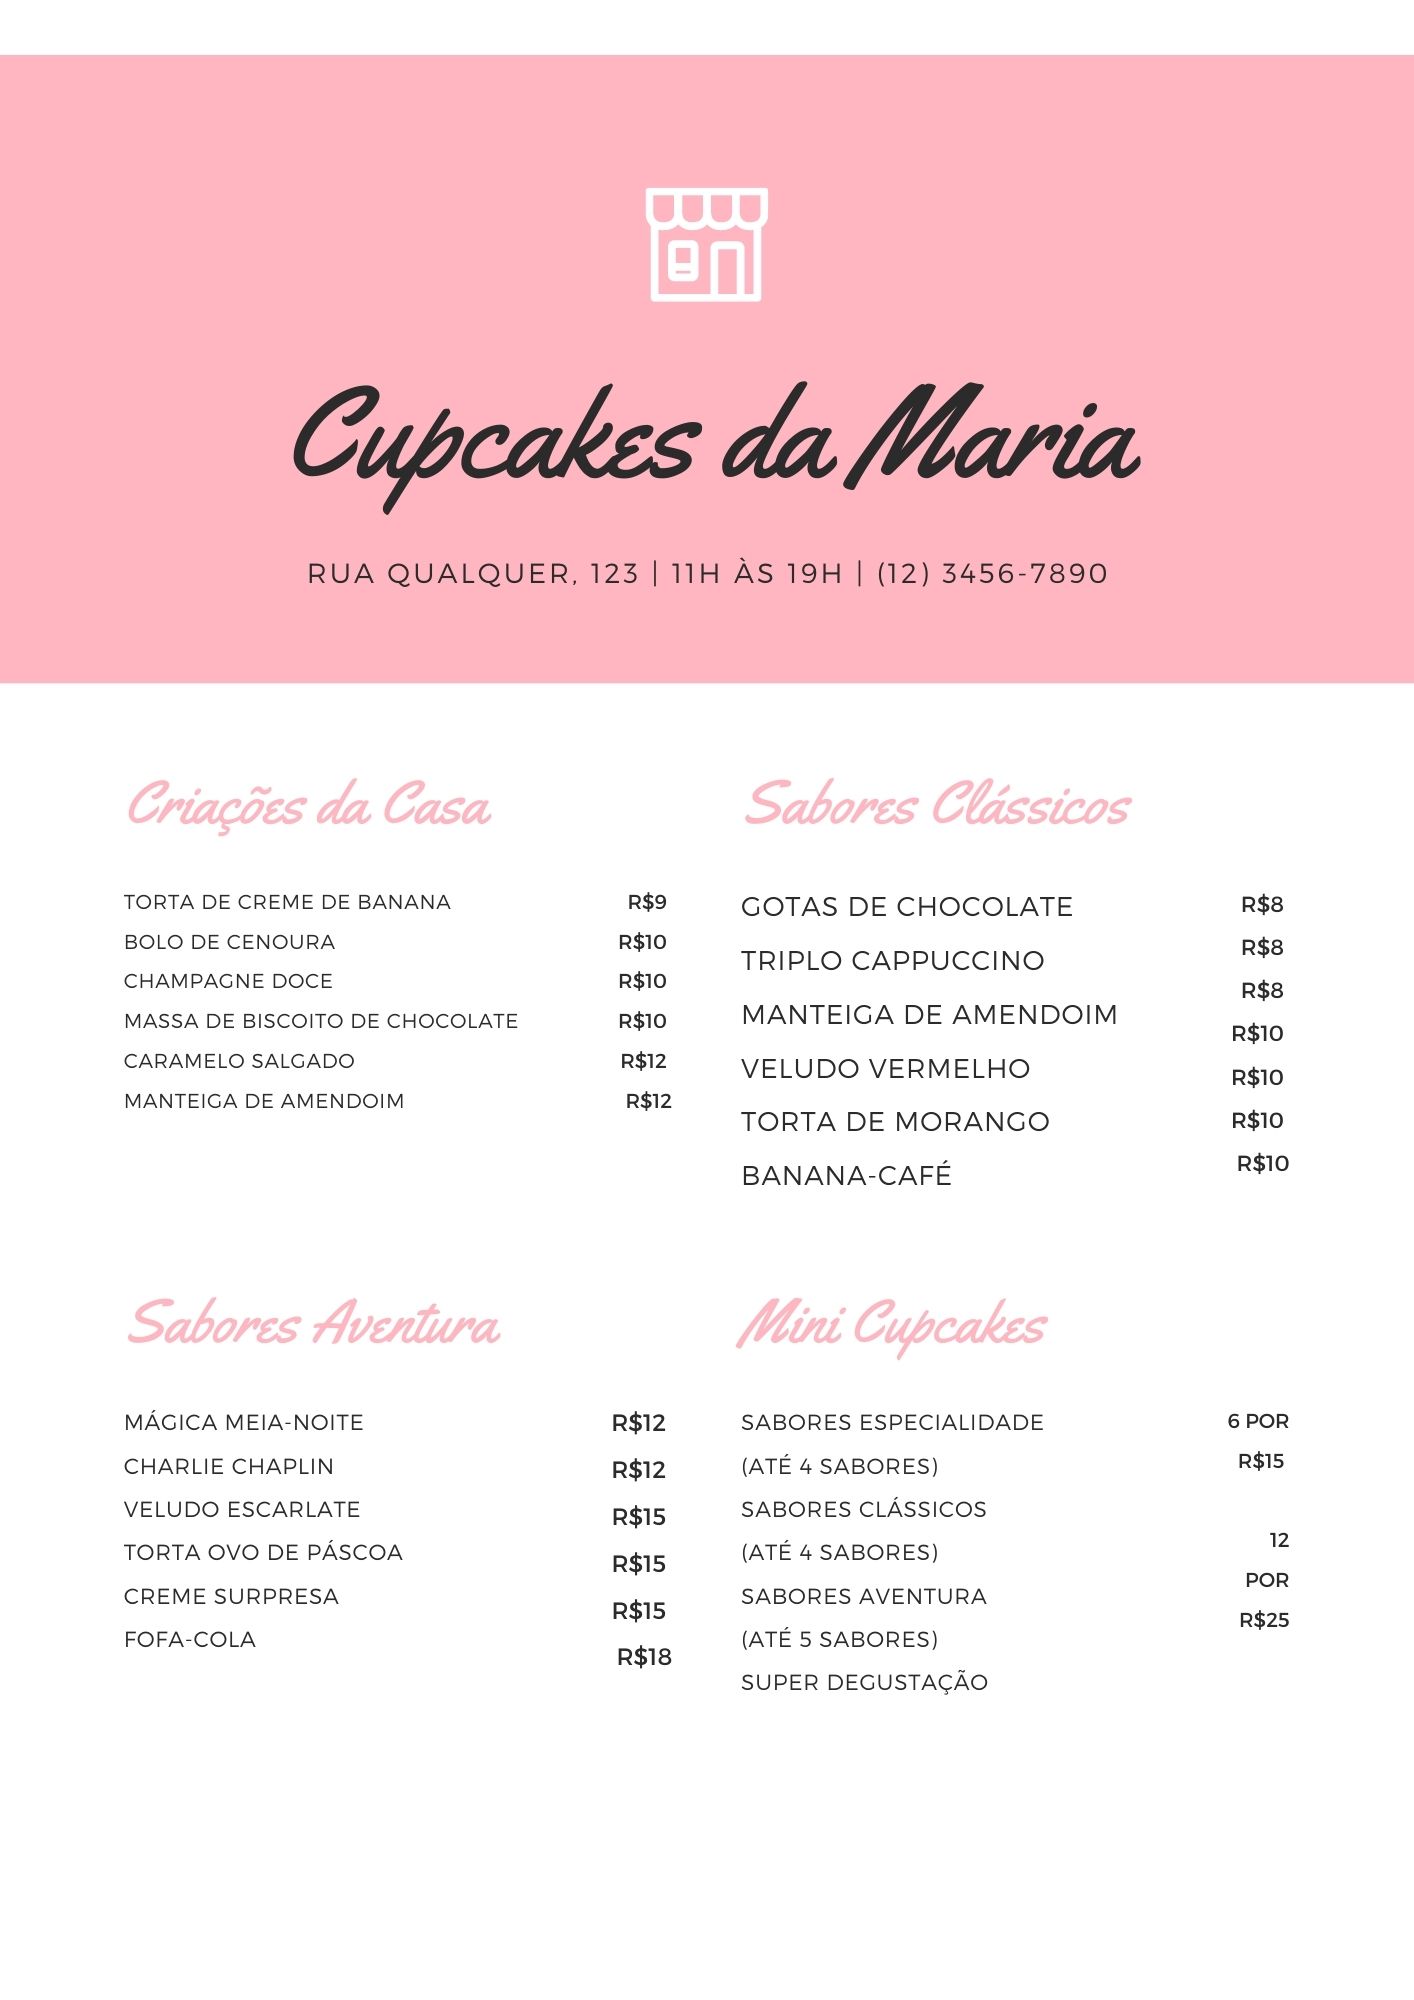 Cupcakes da Maria
RUA QUALQUER, 123 | 11H ÀS 19H | (12) 3456-7890
Criações da Casa
TORTA DE CREME DE BANANA R$9
BOLO DE CENOURA R$10
CHAMPAGNE DOCE R$10
MASSA DE BISCOITO DE CHOCOLATE R$10
CARAMELO SALGADO R$12
MANTEIGA DE AMENDOIM R$12
Sabores Clássicos
GOTAS DE CHOCOLATE
TRIPLO CAPPUCCINO
MANTEIGA DE AMENDOIM
VELUDO VERMELHO
TORTA DE MORANGO
BANANA-CAFÉ
R$8
R$8
R$8
R$10
R$10
R$10
R$10
Sabores Aventura
MÁGICA MEIA-NOITE R$12
CHARLIE CHAPLIN R$12
VELUDO ESCARLATE R$15
TORTA OVO DE PÁSCOA R$15
CREME SURPRESA R$15
FOFA-COLA R$18
Mini Cupcakes
SABORES ESPECIALIDADE
(ATÉ 4 SABORES)
SABORES CLÁSSICOS
(ATÉ 4 SABORES)
SABORES AVENTURA
(ATÉ 5 SABORES)
SUPER DEGUSTAÇÃO
6 POR
R$15
12
POR
R$25